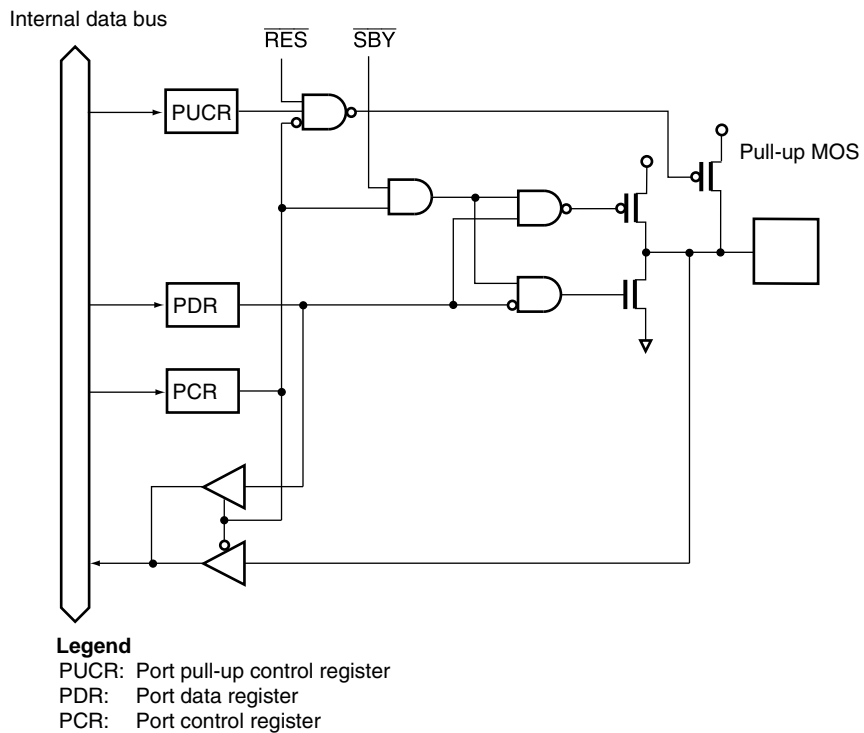 Internal data bus
RES
SBY
PUCR
Pull-up MOS
PDR
PCR
Legend
PUCR: Port pull-up control register
PDR: Port data register
PCR: Port control register